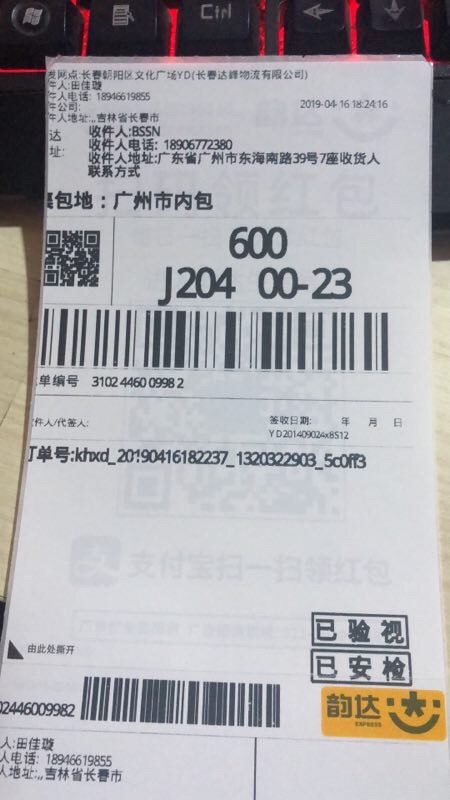 Ctrl
发网点:长春朝阳区文化广场YD(长春达峰物流有限公司)
件人:田佳璇
件人电话: 18946619855
件公司:
2019-04-16 18:24:16
件人地址:,,吉林省长春市
达
址:
收件人:BSSN
收件人电话: 18906772380
收件人地址:广东省广州市东海南路39号7座收货人
联系方式
集包地：广州市内包
600
J204 00-23
运单编号 3102 4460 0998 2
收件人/代签人:
签收日期: 年 月 日
YD201409024x8S12
订单号:khxd_20190416182237_1320322903_5c0ff3
支付宝扫一扫领红包
已验视
由此处撕开
已安检
02446009982
韵达
EXPRESS
人:田佳璇
人电话: 18946619855
人地址:,,吉林省长春市